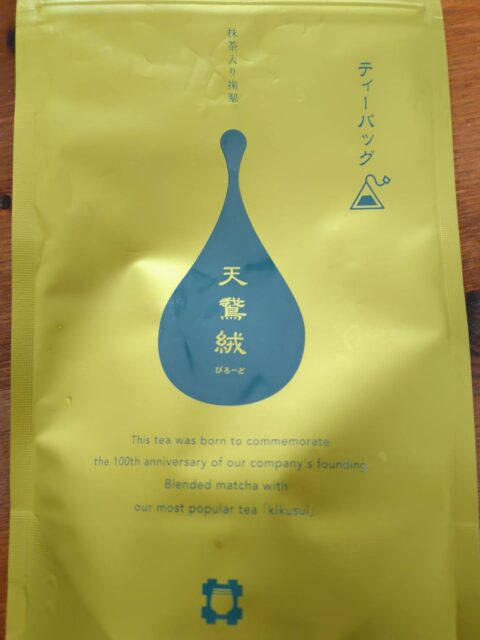 抹茶入り 掬翠
ティーバッグ
天鵞絨
びろーど
This tea was born to commemorate
the 100th anniversary of our company's founding.
Blended matcha with
our most popular tea「kikusui」